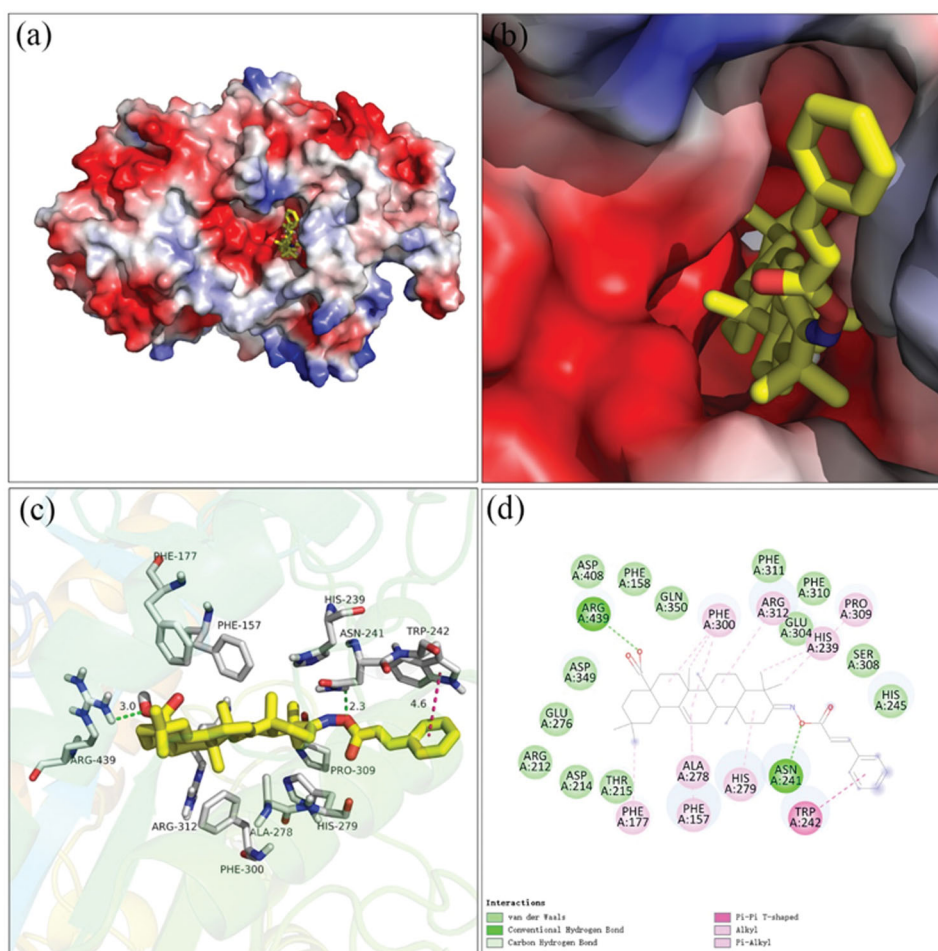 (a)
(b)
(c)
PHE-177
PHE-157
HIS-239
ASN-241
TRP-242
3.0
2.3
4.6
ARG-439
PRO-309
ARG-312
ALA-278
HIS-279
PHE-300
(d)
ASP
A:408
PHE
A:158
GLN
A:350
PHE
A:311
PHE
A:310
ARG
A:439
PHE
A:300
ARG
A:312
GLU
A:304
PRO
A:309
HIS
A:239
SER
A:308
ASP
A:349
HIS
A:245
GLU
A:276
ARG
A:212
ASP
A:214
THR
A:215
PHE
A:177
ALA
A:278
PHE
A:157
HIS
A:279
ASN
A:241
TRP
A:242
O
O
N
O
O
Interactions
van der Waals
Conventional Hydrogen Bond
Carbon Hydrogen Bond
Pi-Pi T-shaped
Alkyl
Pi-Alkyl